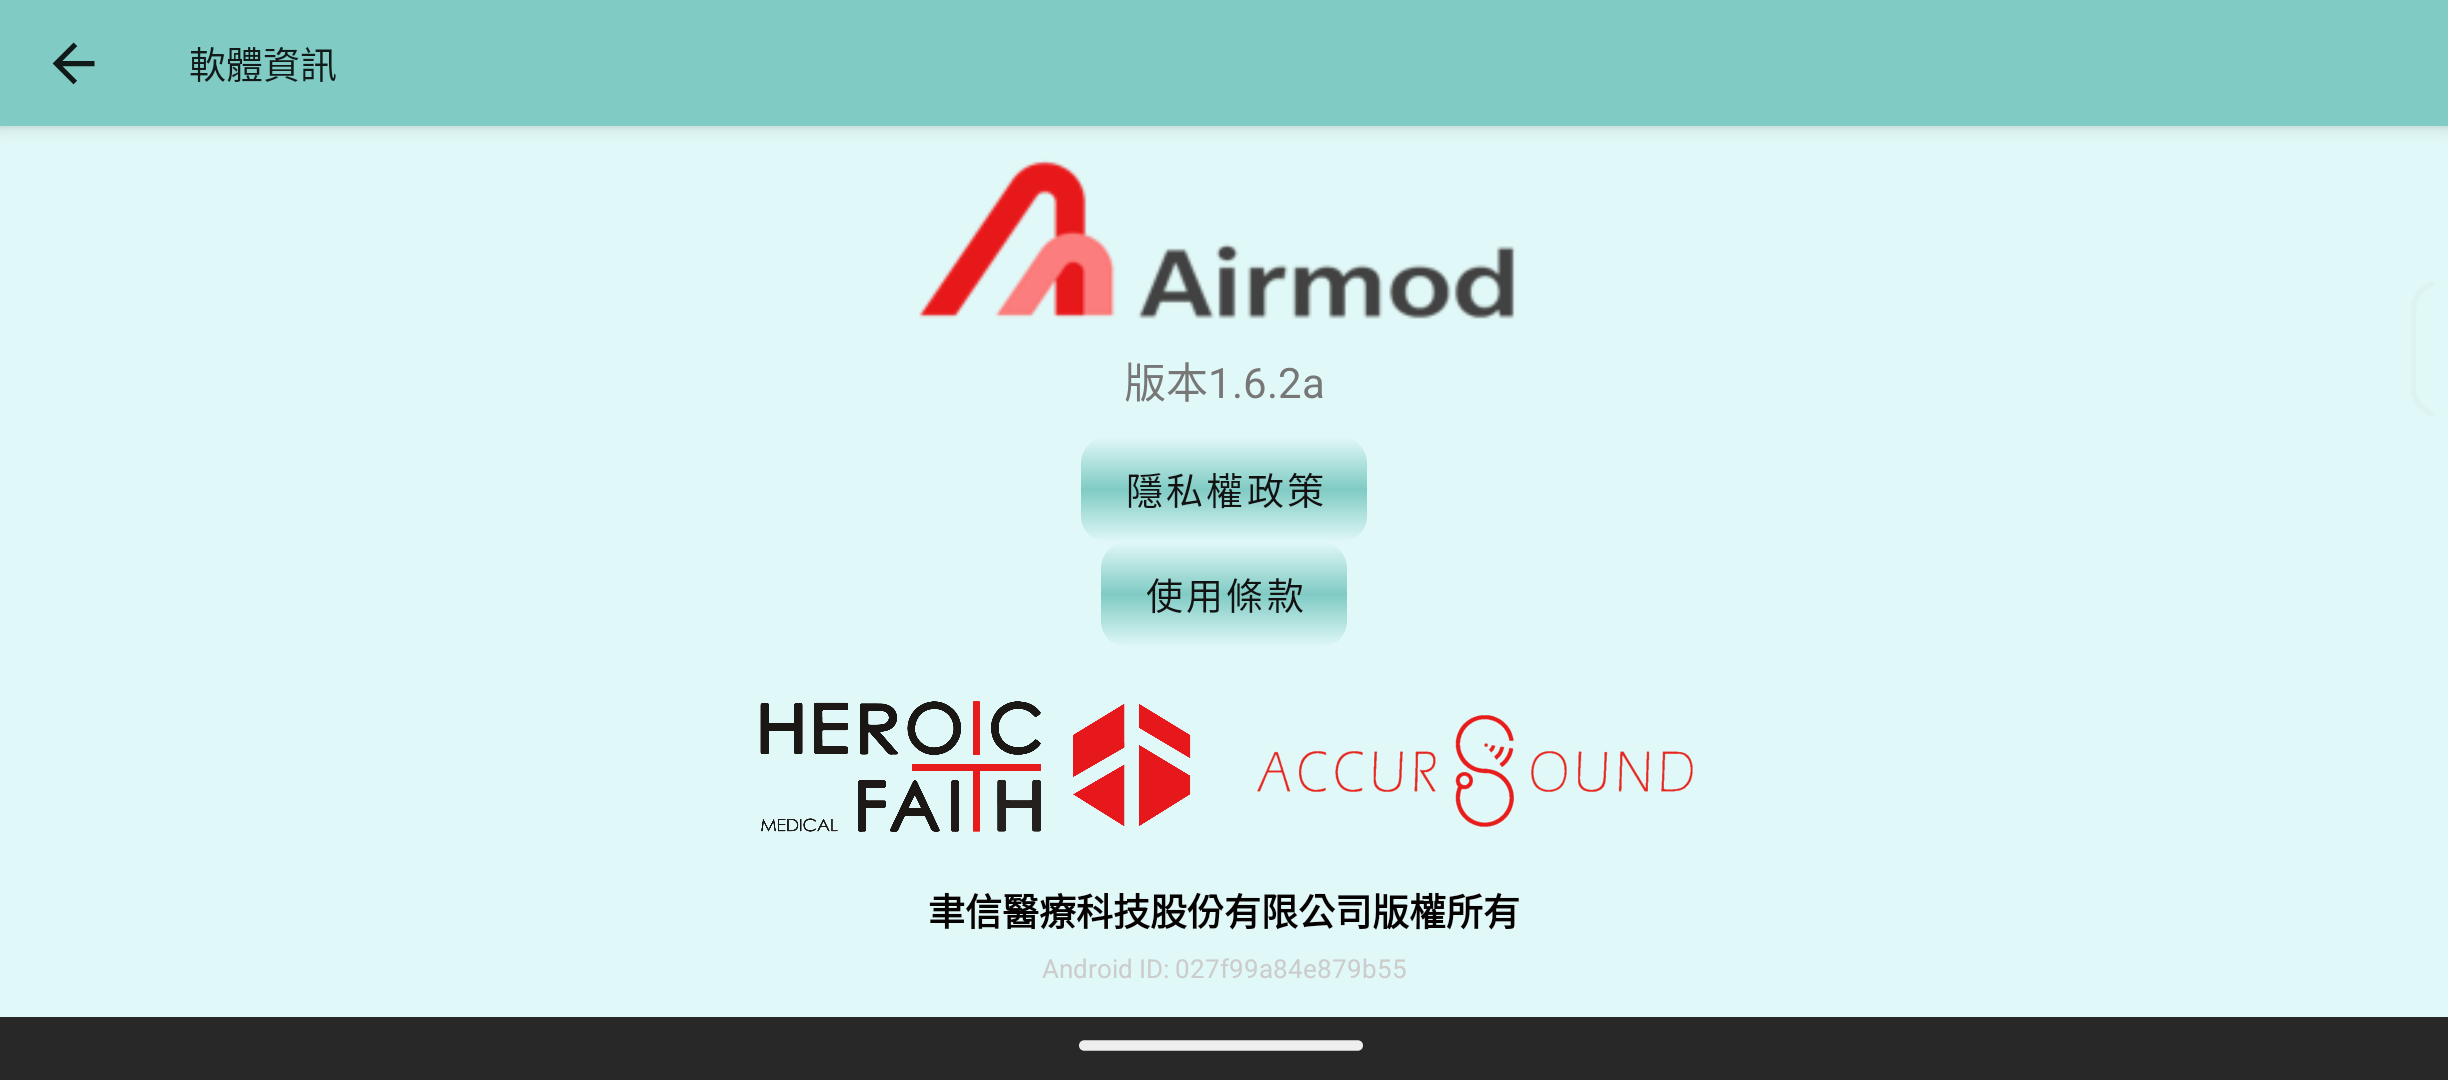 軟體資訊
Airmod
版本1.6.2a
隱私權政策
使用條款
HEROIC
MEDICAL FAITH
ACCURSOUND
聿信醫療科技股份有限公司版權所有
Android ID: 027f99a84e879b55